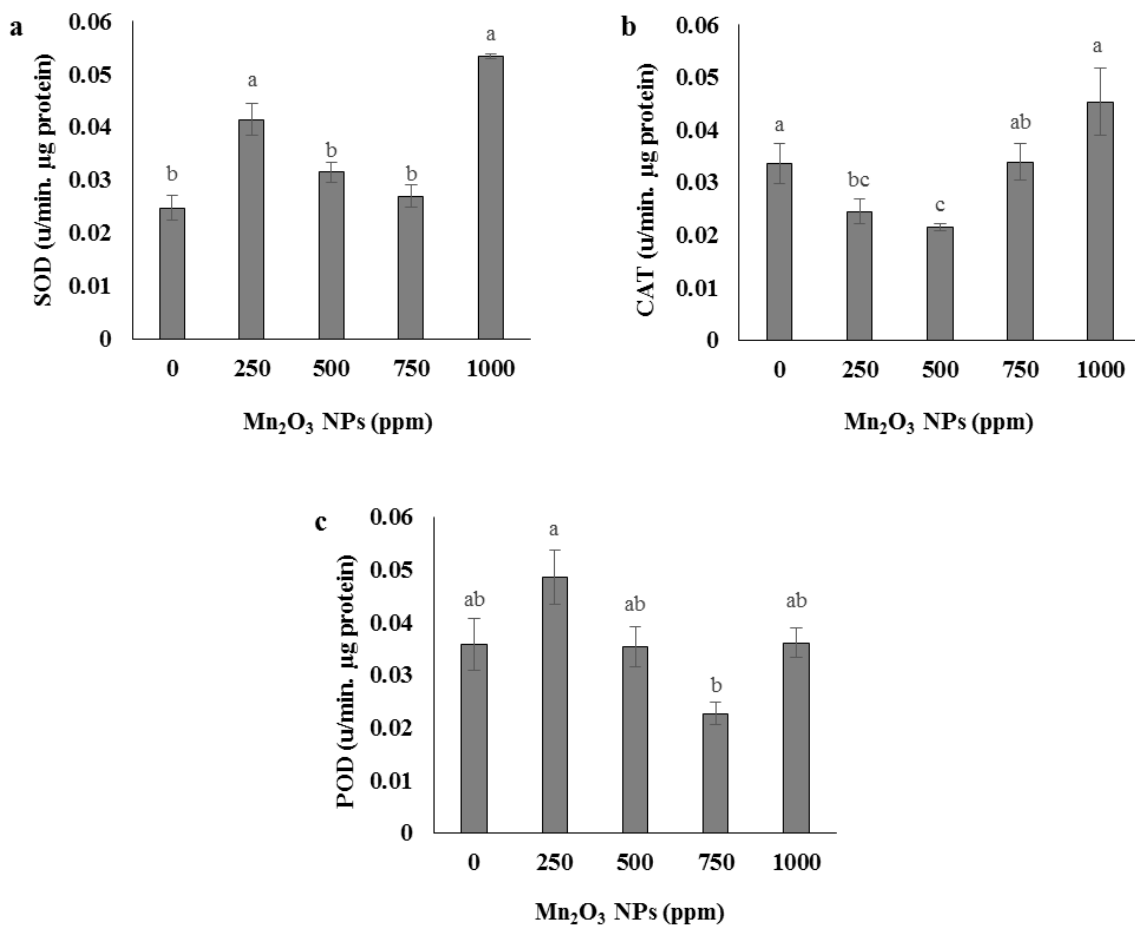 a
SOD (u/min. µg protein)
0.06
0.05
0.04
0.03
0.02
0.01
0
b
a
b
b
a
0 250 500 750 1000
Mn₂O₃ NPs (ppm)
b
CAT (u/min. µg protein)
0.06
0.05
0.04
0.03
0.02
0.01
0
a
bc
c
ab
a
0 250 500 750 1000
Mn₂O₃ NPs (ppm)
c
POD (u/min. µg protein)
0.06
0.05
0.04
0.03
0.02
0.01
0
ab
a
ab
b
ab
0 250 500 750 1000
Mn₂O₃ NPs (ppm)